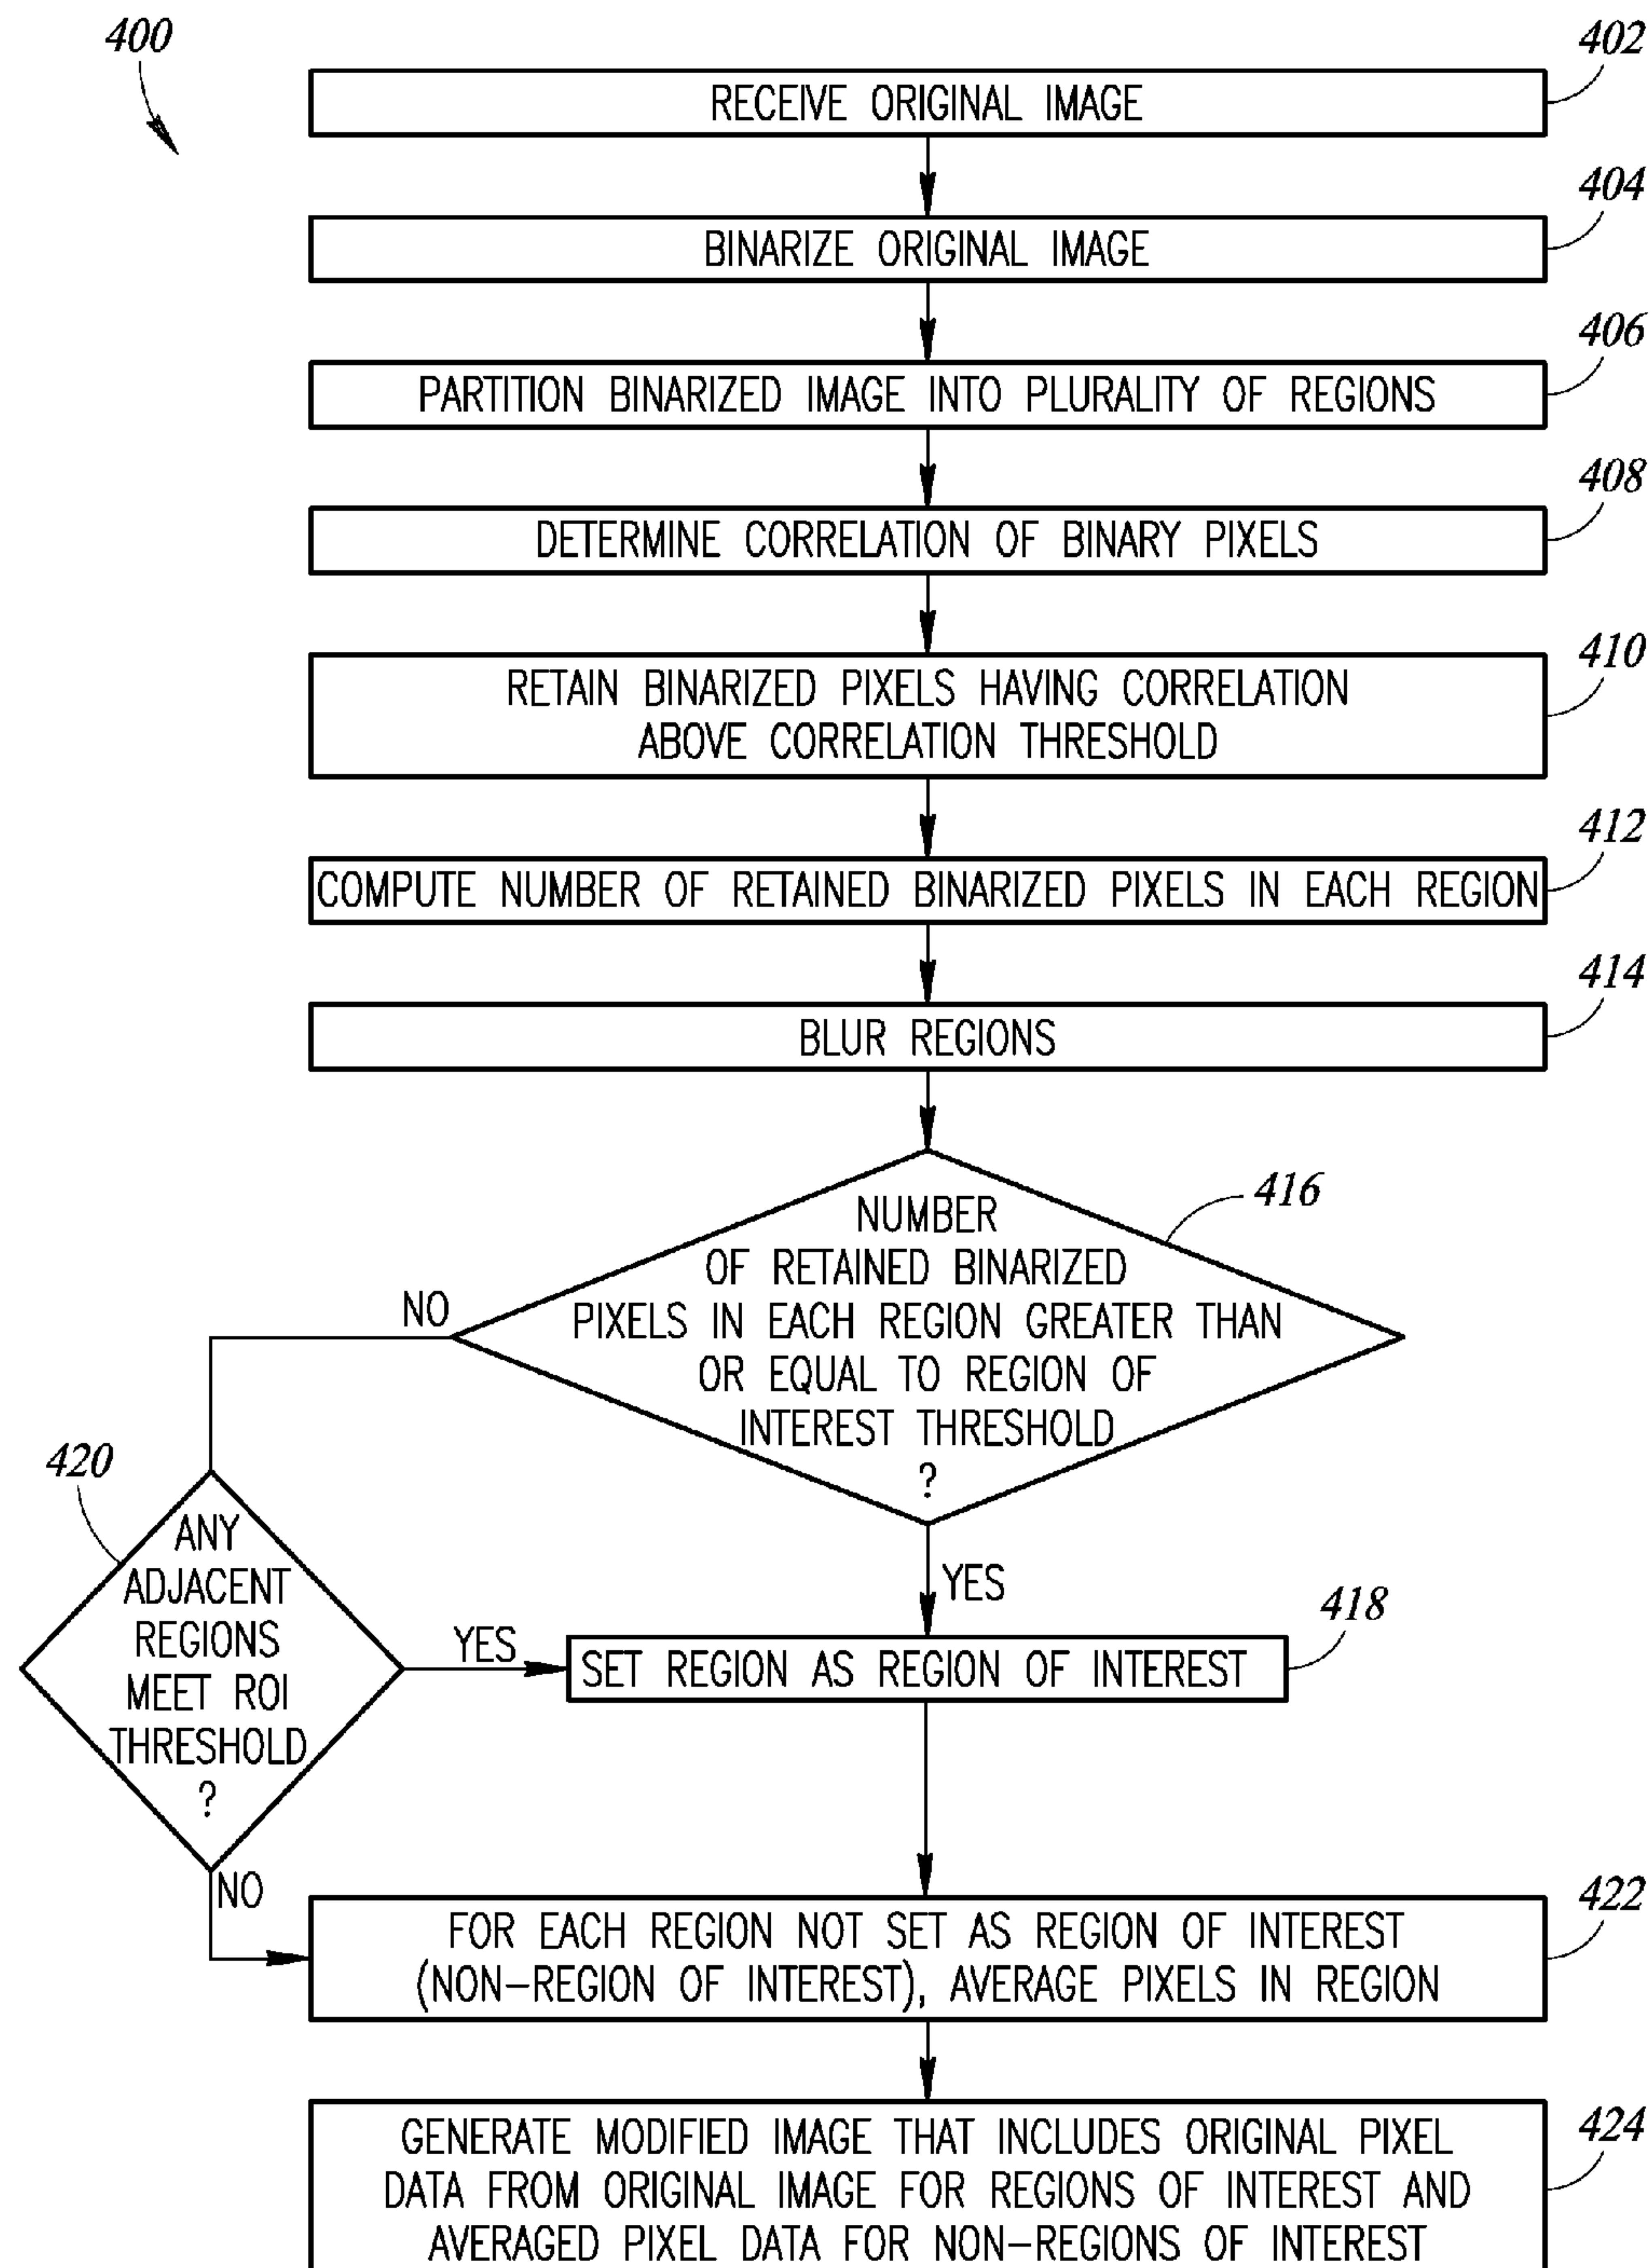 400
402
RECEIVE ORIGINAL IMAGE
404
BINARIZE ORIGINAL IMAGE
406
PARTITION BINARIZED IMAGE INTO PLURALITY OF REGIONS
408
DETERMINE CORRELATION OF BINARY PIXELS
410
RETAIN BINARIZED PIXELS HAVING CORRELATION
ABOVE CORRELATION THRESHOLD
412
COMPUTE NUMBER OF RETAINED BINARIZED PIXELS IN EACH REGION
414
BLUR REGIONS
416
NUMBER
OF RETAINED BINARIZED
PIXELS IN EACH REGION GREATER THAN
OR EQUAL TO REGION OF
INTEREST THRESHOLD
?
NO
YES
420
ANY
ADJACENT
REGIONS
MEET ROI
THRESHOLD
?
YES
NO
418
SET REGION AS REGION OF INTEREST
422
FOR EACH REGION NOT SET AS REGION OF INTEREST
(NON-REGION OF INTEREST), AVERAGE PIXELS IN REGION
424
GENERATE MODIFIED IMAGE THAT INCLUDES ORIGINAL PIXEL
DATA FROM ORIGINAL IMAGE FOR REGIONS OF INTEREST AND
AVERAGED PIXEL DATA FOR NON-REGIONS OF INTEREST